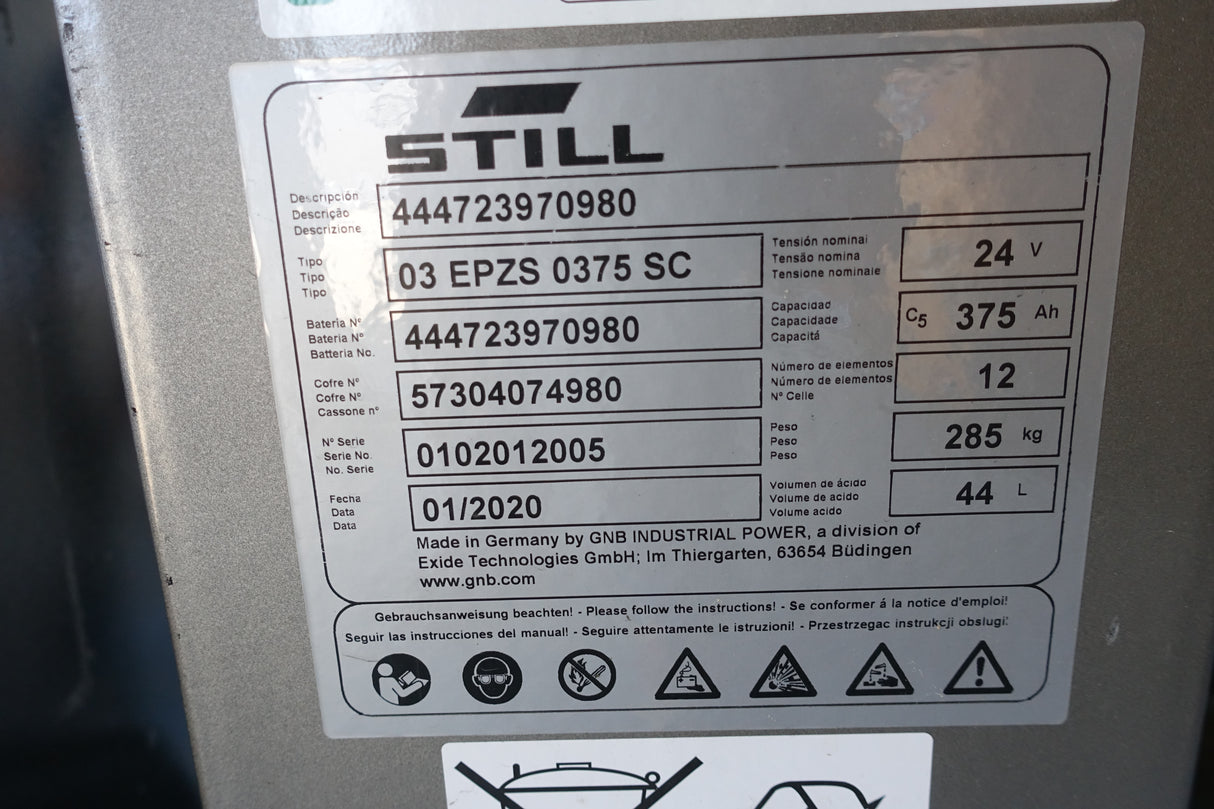 STILL
Descripción
Descrição
Descrizione
444723970980
Tipo
Tipo
Tipo
03 EPZS 0375 SC
Tensión nominal
Tensão nomina
Tensione nominale
24 V
Bateria Nº
Bateria Nº
Batteria No.
444723970980
Capacidad
Capacidade
Capacitá
C5 375 Ah
Cofre Nº
Cofre Nº
Cassone nº
57304074980
Número de elementos
Número de elementos
Nº Celle
12
Nº Serie
Serie No.
No. Serie
0102012005
Peso
Peso
Peso
285 kg
Fecha
Data
Data
01/2020
Volumen de ácido
Volume de acido
Volume acido
44 L
Made in Germany by GNB INDUSTRIAL POWER, a division of
Exide Technologies GmbH; Im Thiergarten, 63654 Büdingen
www.gnb.com
Gebrauchsanweisung beachten! - Please follow the instructions! - Se conformer á la notice d'emploi!
Seguir las instrucciones del manual! - Seguire attentamente le istruzioni! - Przestrzegac instrukcji obslugi!